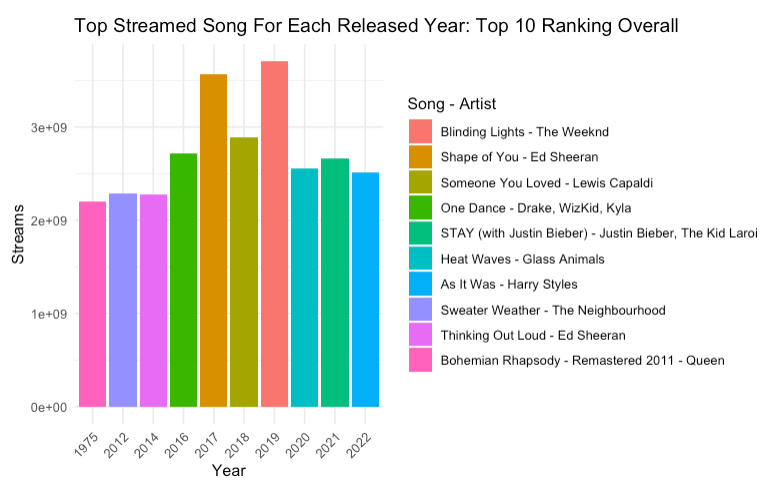 Top Streamed Song For Each Released Year: Top 10 Ranking Overall
Streams
3e+09
2e+09
1e+09
0e+00
1975
2012
2014
2016
2017
2018
2019
2020
2021
2022
Year
Song - Artist
Blinding Lights - The Weeknd
Shape of You - Ed Sheeran
Someone You Loved - Lewis Capaldi
One Dance - Drake, WizKid, Kyla
STAY (with Justin Bieber) - Justin Bieber, The Kid Laroi
Heat Waves - Glass Animals
As It Was - Harry Styles
Sweater Weather - The Neighbourhood
Thinking Out Loud - Ed Sheeran
Bohemian Rhapsody - Remastered 2011 - Queen